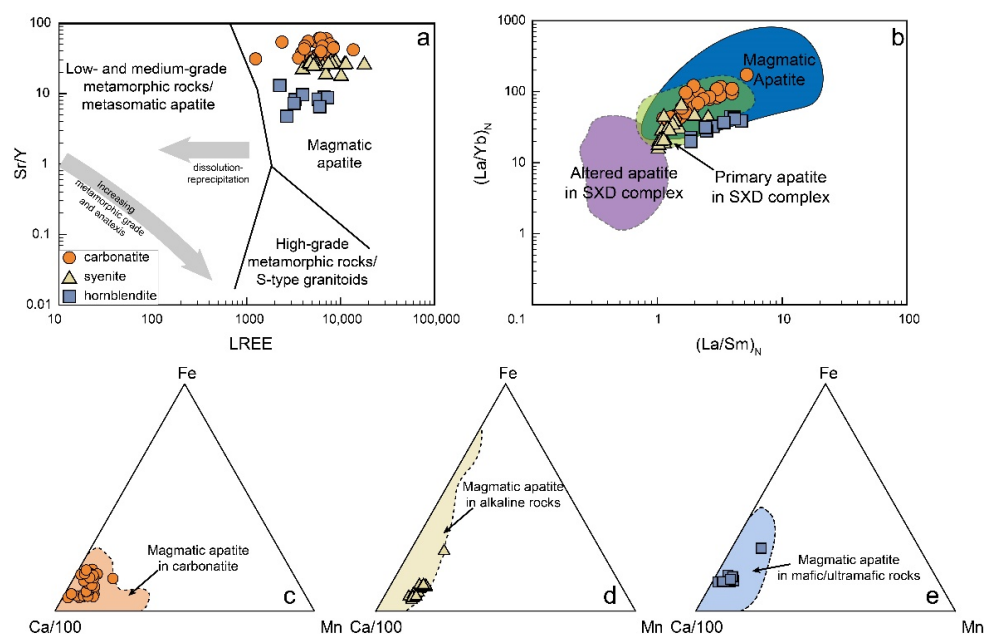 a
100
10
1
0.1
0.01
Sr/Y
Low- and medium-grade
metamorphic rocks/
metasomatic apatite
Magmatic
apatite
dissolution-
reprecipitation
Increasing
metamorphic grade
and anatexis
High-grade
metamorphic rocks/
S-type granitoids
carbonatite
syenite
hornblendite
10
100
1000
10,000
100,000
LREE
b
1000
100
10
1
0.1
(La/Yb)N
Magmatic
Apatite
Altered apatite
in SXD complex
Primary apatite
in SXD complex
0.1
1
10
100
(La/Sm)N
Fe
Magmatic apatite
in carbonatite
c
Ca/100
Mn
Fe
Magmatic apatite
in alkaline rocks
d
Ca/100
Mn
Fe
Magmatic apatite
in mafic/ultramafic rocks
e
Ca/100
Mn